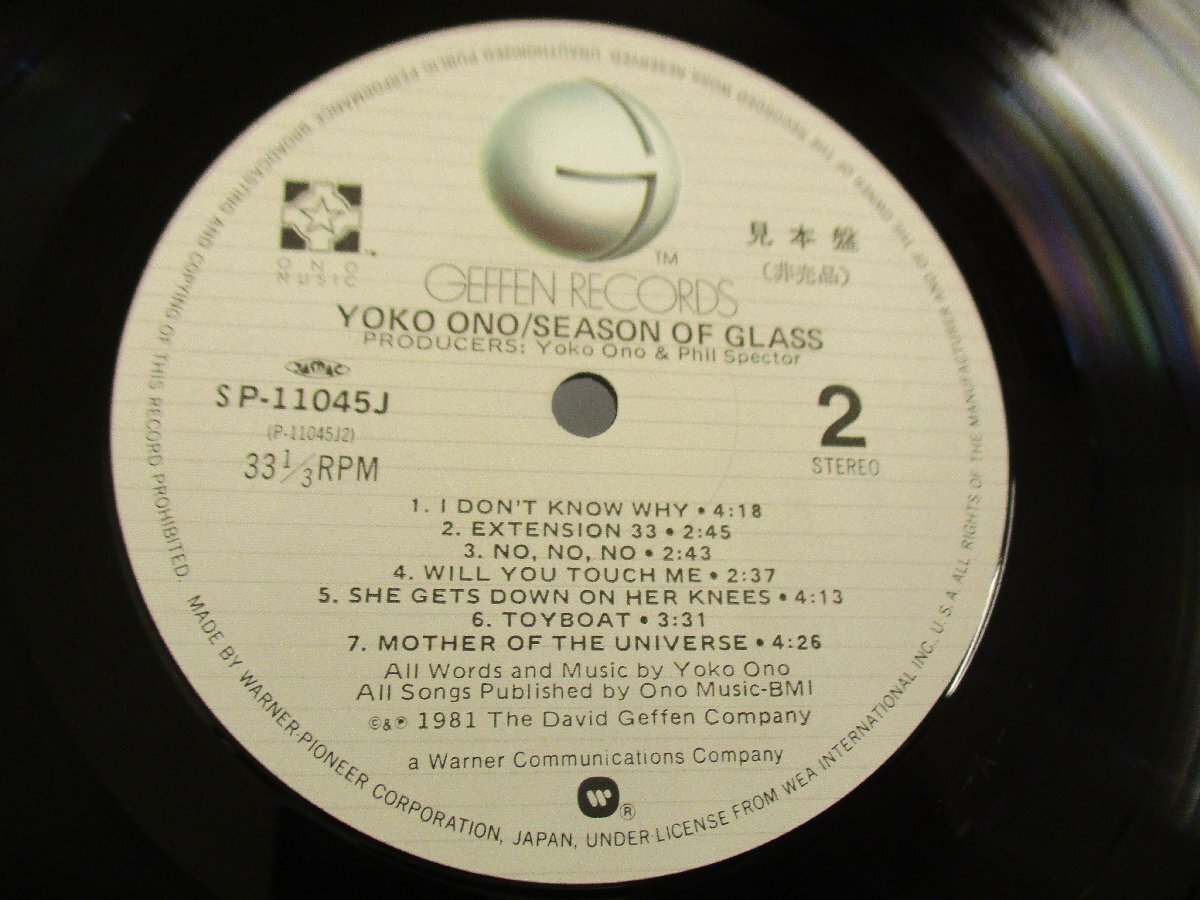 TM
GEFFEN RECORDS
見本盤
(非売品)
ONO
MUSIC
YOKO ONO/SEASON OF GLASS
PRODUCERS: Yoko Ono & Phil Spector
SP-11045J
(P-11045J2)
33 1/3 RPM
2
STEREO
1. I DON'T KNOW WHY • 4:18
2. EXTENSION 33 • 2:45
3. NO, NO, NO • 2:43
4. WILL YOU TOUCH ME • 2:37
5. SHE GETS DOWN ON HER KNEES • 4:13
6. TOYBOAT • 3:31
7. MOTHER OF THE UNIVERSE • 4:26
All Words and Music by Yoko Ono
All Songs Published by Ono Music-BMI
©&℗ 1981 The David Geffen Company
a Warner Communications Company
®
MADE BY WARNER-PIONEER CORPORATION, JAPAN, UNDER-LICENSE FROM WEA INTERNATIONAL INC. U.S.A. ALL RIGHTS OF THE MANUFACTURER AND OF THE OWNER OF THE RECORDED WORK RESERVED. UNAUTHORISED PUBLIC PERFORMANCE, BROADCASTING AND COPYING OF THIS RECORD PROHIBITED.